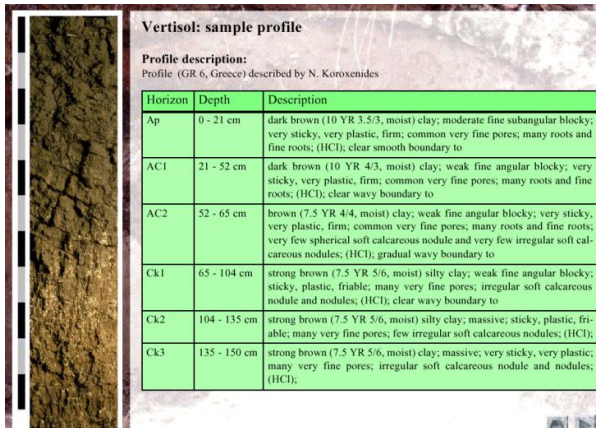 Vertisol: sample profile
Profile description:
Profile (GR 6, Greece) described by N. Koroxenides
Horizon Depth Description
Ap 0 - 21 cm dark brown (10 YR 3.5/3, moist) clay; moderate fine subangular blocky;
very sticky, very plastic, firm; common very fine pores; many roots and
fine roots; (HCl); clear smooth boundary to
AC1 21 - 52 cm dark brown (10 YR 4/3, moist) clay; weak fine angular blocky; very
sticky, very plastic, firm; common very fine pores; many roots and fine
roots; (HCl); clear wavy boundary to
AC2 52 - 65 cm brown (7.5 YR 4/4, moist) clay; weak fine angular blocky; very sticky,
very plastic, firm; common very fine pores; many roots and fine roots;
very few spherical soft calcareous nodule and very few irregular soft cal-
careous nodules; (HCl); gradual wavy boundary to
Ck1 65 - 104 cm strong brown (7.5 YR 5/6, moist) silty clay; weak fine angular blocky;
sticky, plastic, friable; many very fine pores; irregular soft calcareous
nodule and nodules; (HCl); clear wavy boundary to
Ck2 104 - 135 cm strong brown (7.5 YR 5/6, moist) silty clay; massive; sticky, plastic, fri-
able; many very fine pores; few irregular soft calcareous nodules; (HCl);
Ck3 135 - 150 cm strong brown (7.5 YR 5/6, moist) clay; massive; very sticky, very plastic;
many very fine pores; irregular soft calcareous nodule and nodules;
(HCl);